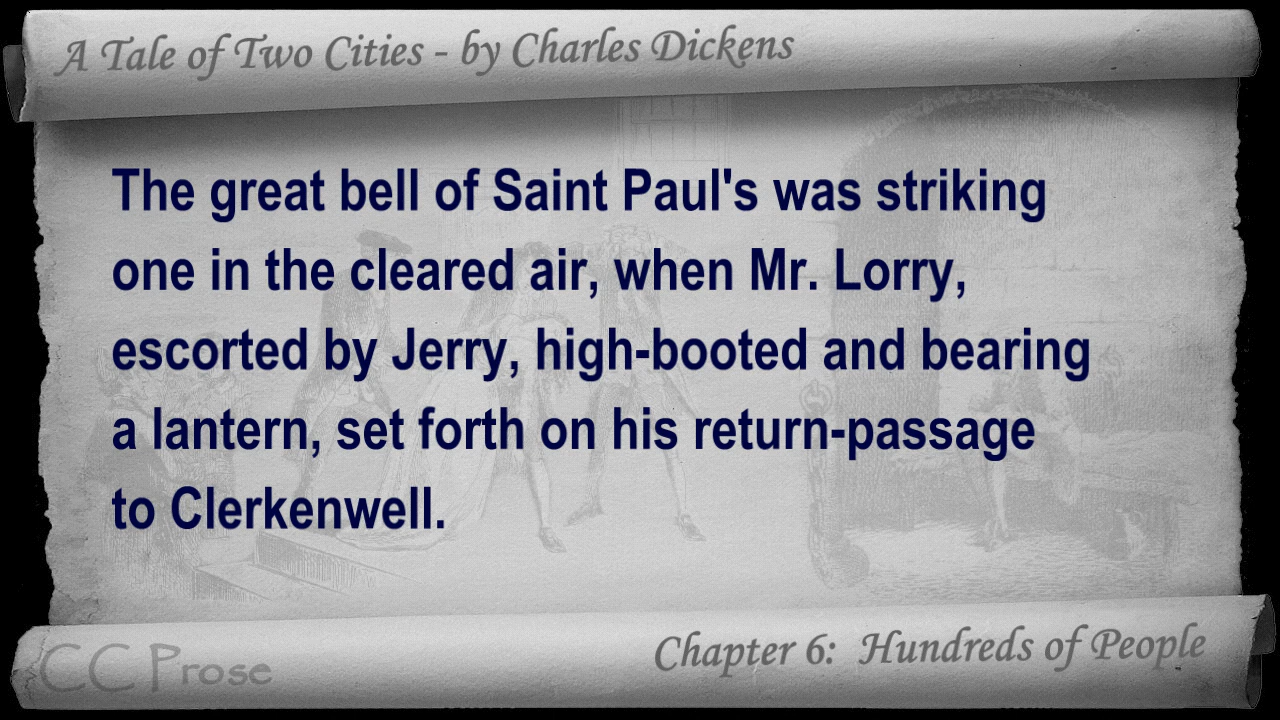 A Tale of Two Cities - by Charles Dickens
The great bell of Saint Paul's was striking
one in the cleared air, when Mr. Lorry,
escorted by Jerry, high-booted and bearing
a lantern, set forth on his return-passage
to Clerkenwell.
CC Prose
Chapter 6: Hundreds of People